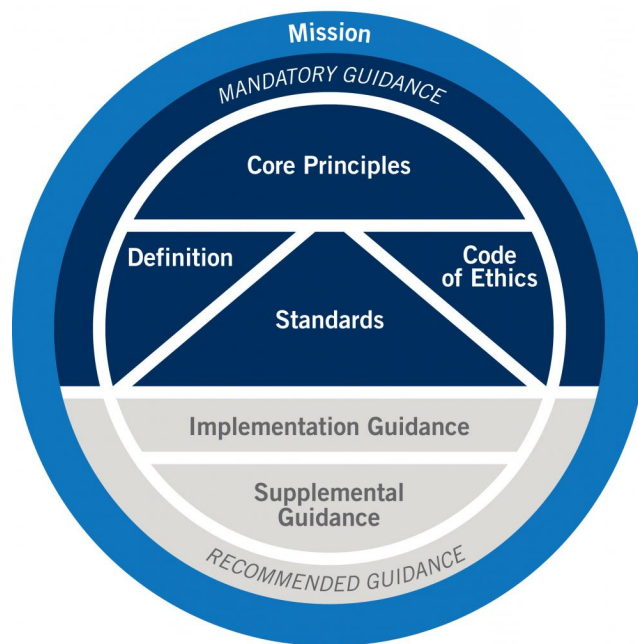 Mission
MANDATORY GUIDANCE
Core Principles
Definition
Code
of Ethics
Standards
Implementation Guidance
Supplemental
Guidance
RECOMMENDED GUIDANCE